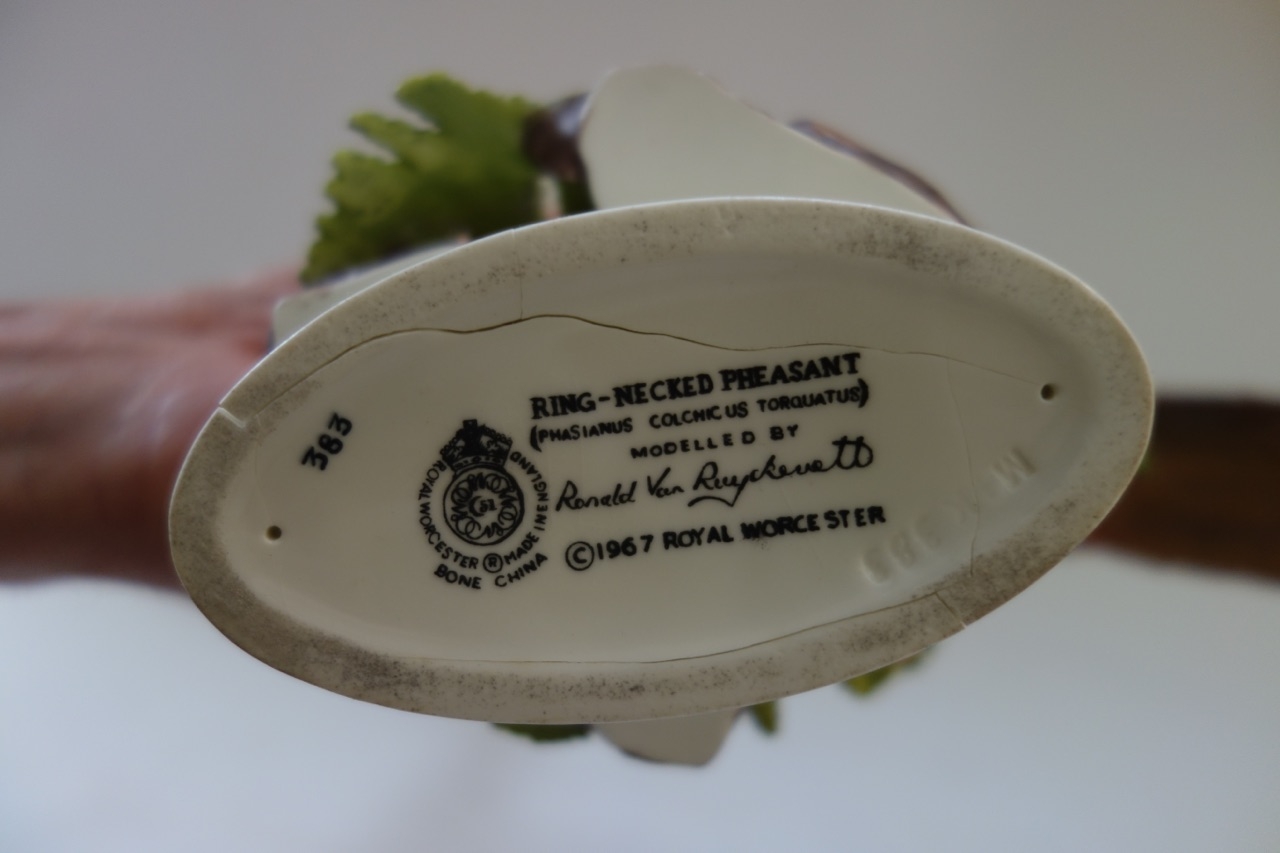 RING-NECKED PHEASANT
(PHASIANUS COLCHICUS TORQUATUS)
MODELLED BY
Ronald Van Ruyckevelt
© 1967 ROYAL WORCESTER
383
ROYAL WORCESTER ® MADE IN ENGLAND
51
BONE CHINA